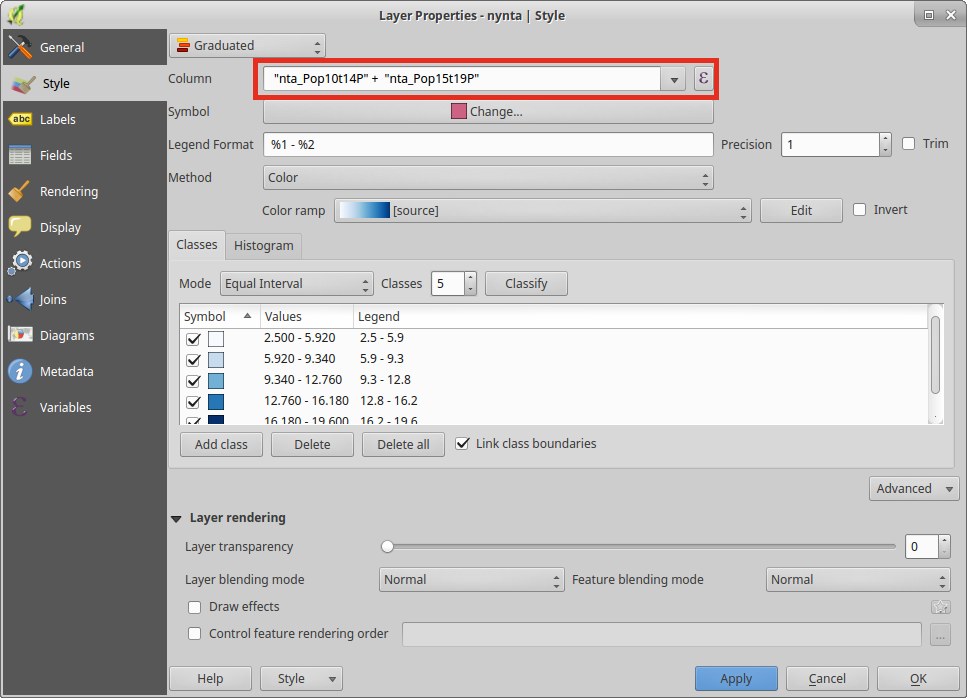 Layer Properties - nynta | Style
General
Style
Labels
Fields
Rendering
Display
Actions
Joins
Diagrams
Metadata
Variables
Graduated
Column "nta_Pop10t14P" + "nta_Pop15t19P" ε
Symbol Change...
Legend Format %1 - %2 Precision 1 Trim
Method Color
Color ramp [source] Edit Invert
Classes Histogram
Mode Equal Interval Classes 5 Classify
Symbol Values Legend
2.500 - 5.920 2.5 - 5.9
5.920 - 9.340 5.9 - 9.3
9.340 - 12.760 9.3 - 12.8
12.760 - 16.180 12.8 - 16.2
16.180 - 19.600 16.2 - 19.6
Add class Delete Delete all Link class boundaries
Advanced
Layer rendering
Layer transparency 0
Layer blending mode Normal Feature blending mode Normal
Draw effects
Control feature rendering order ...
Help Style Apply Cancel OK